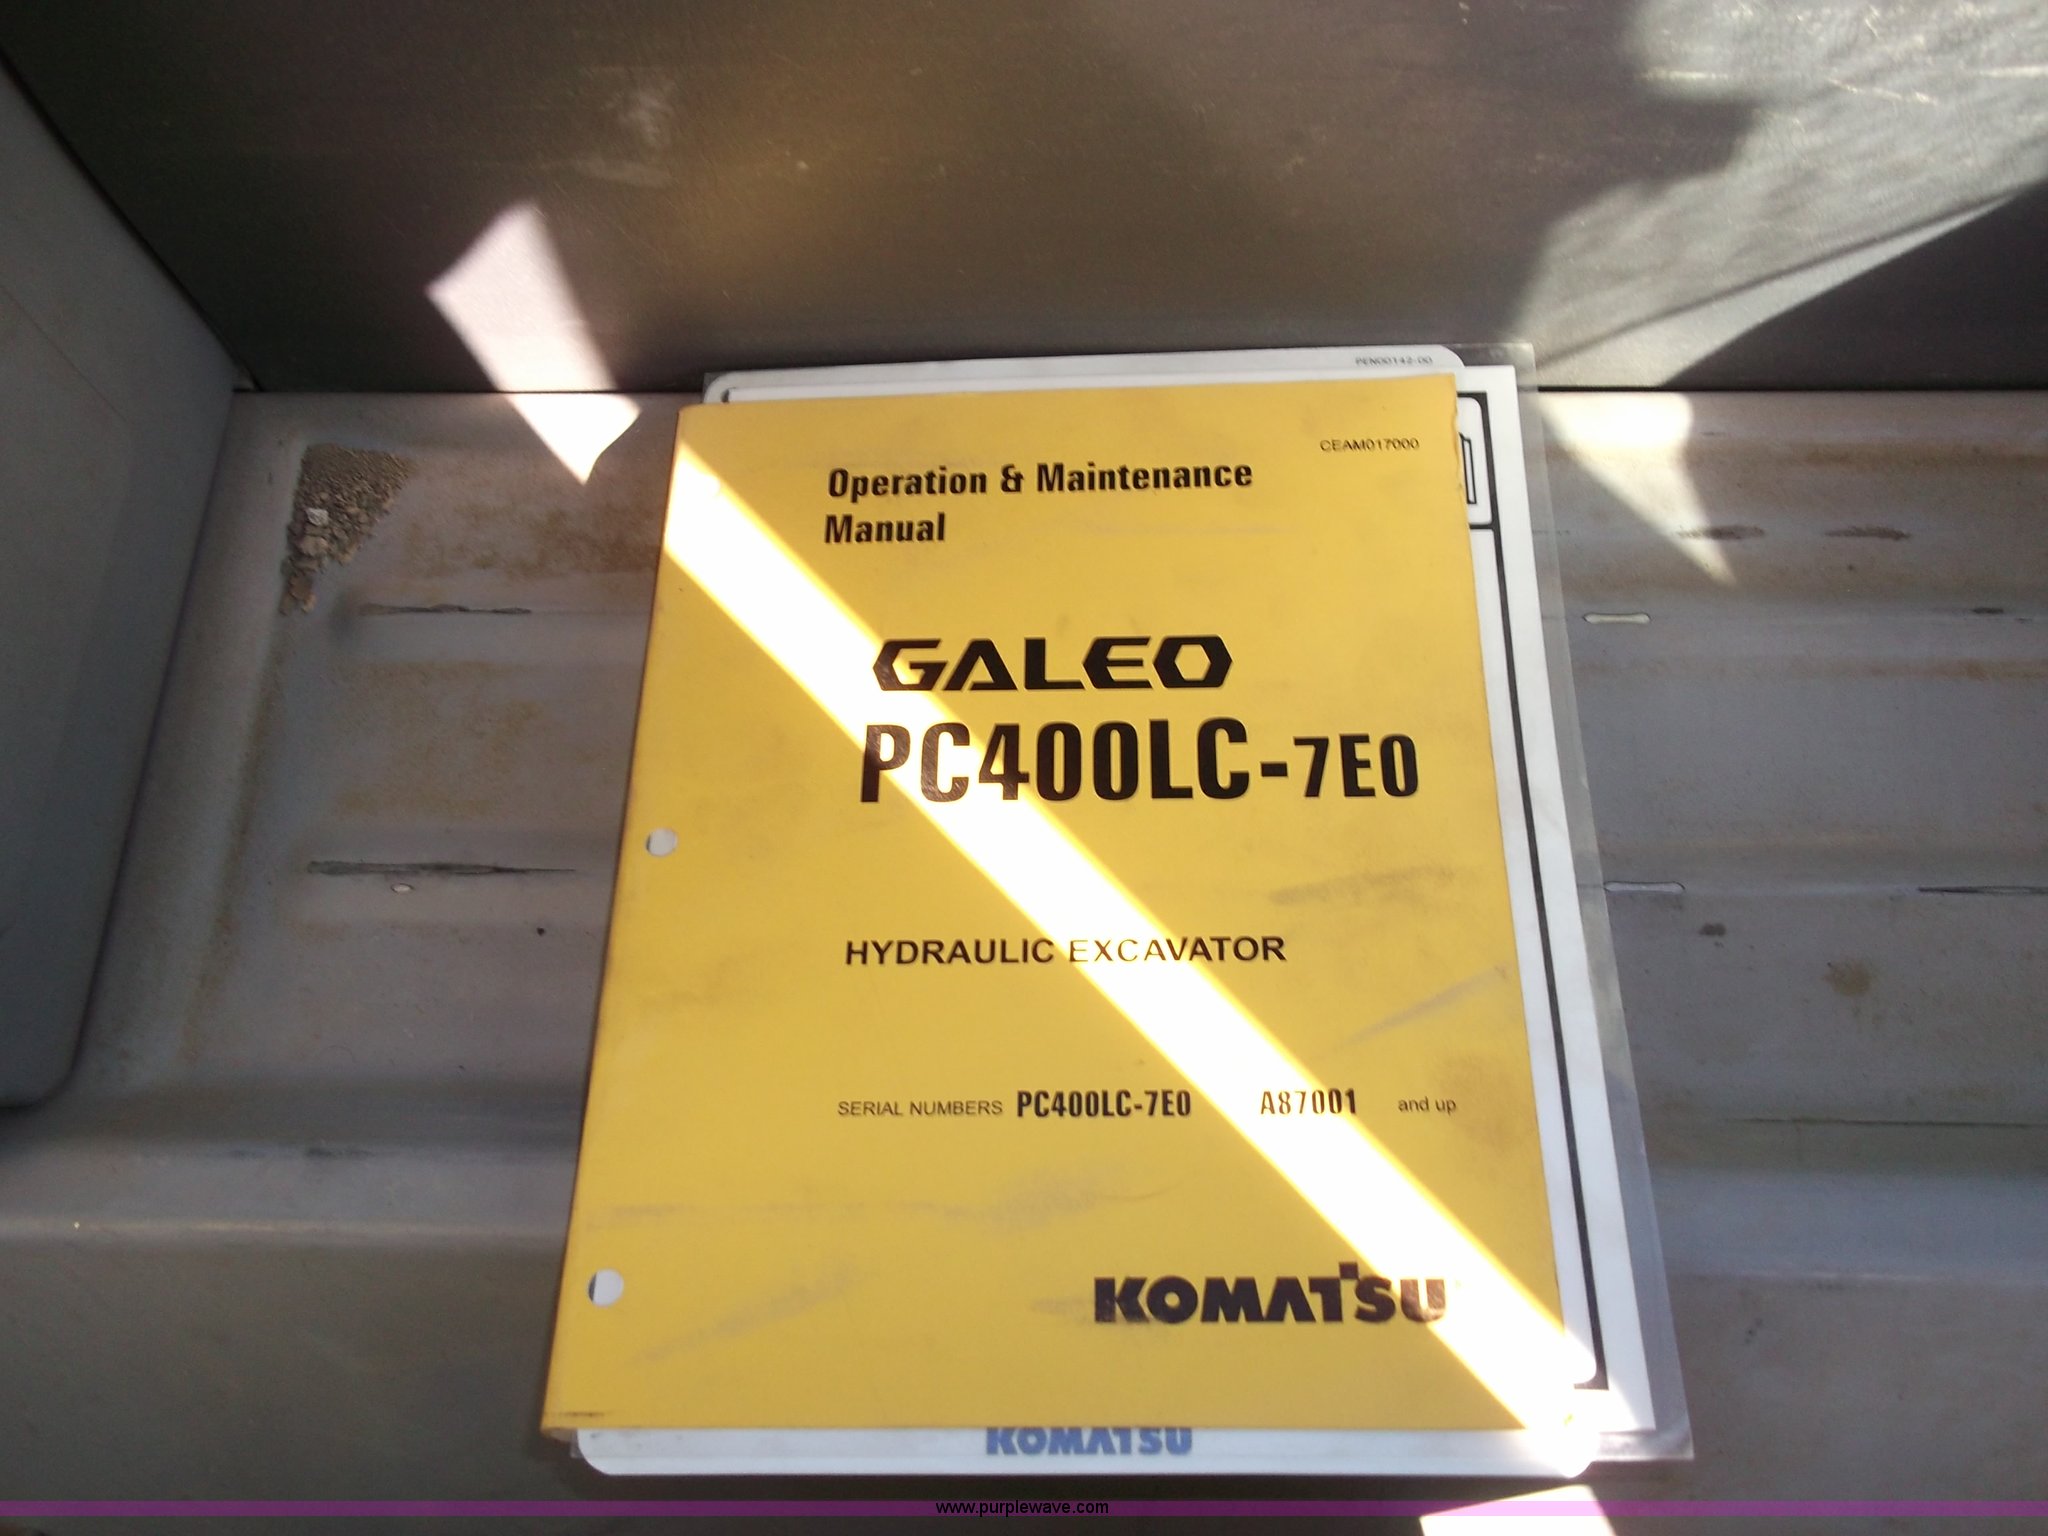 PEN00142-00
CEAM017000
Operation & Maintenance
Manual
GALEO
PC400LC-7E0
HYDRAULIC EXCAVATOR
SERIAL NUMBERS PC400LC-7E0 A87001 and up
KOMATSU
KOMATSU
www.purplewave.com